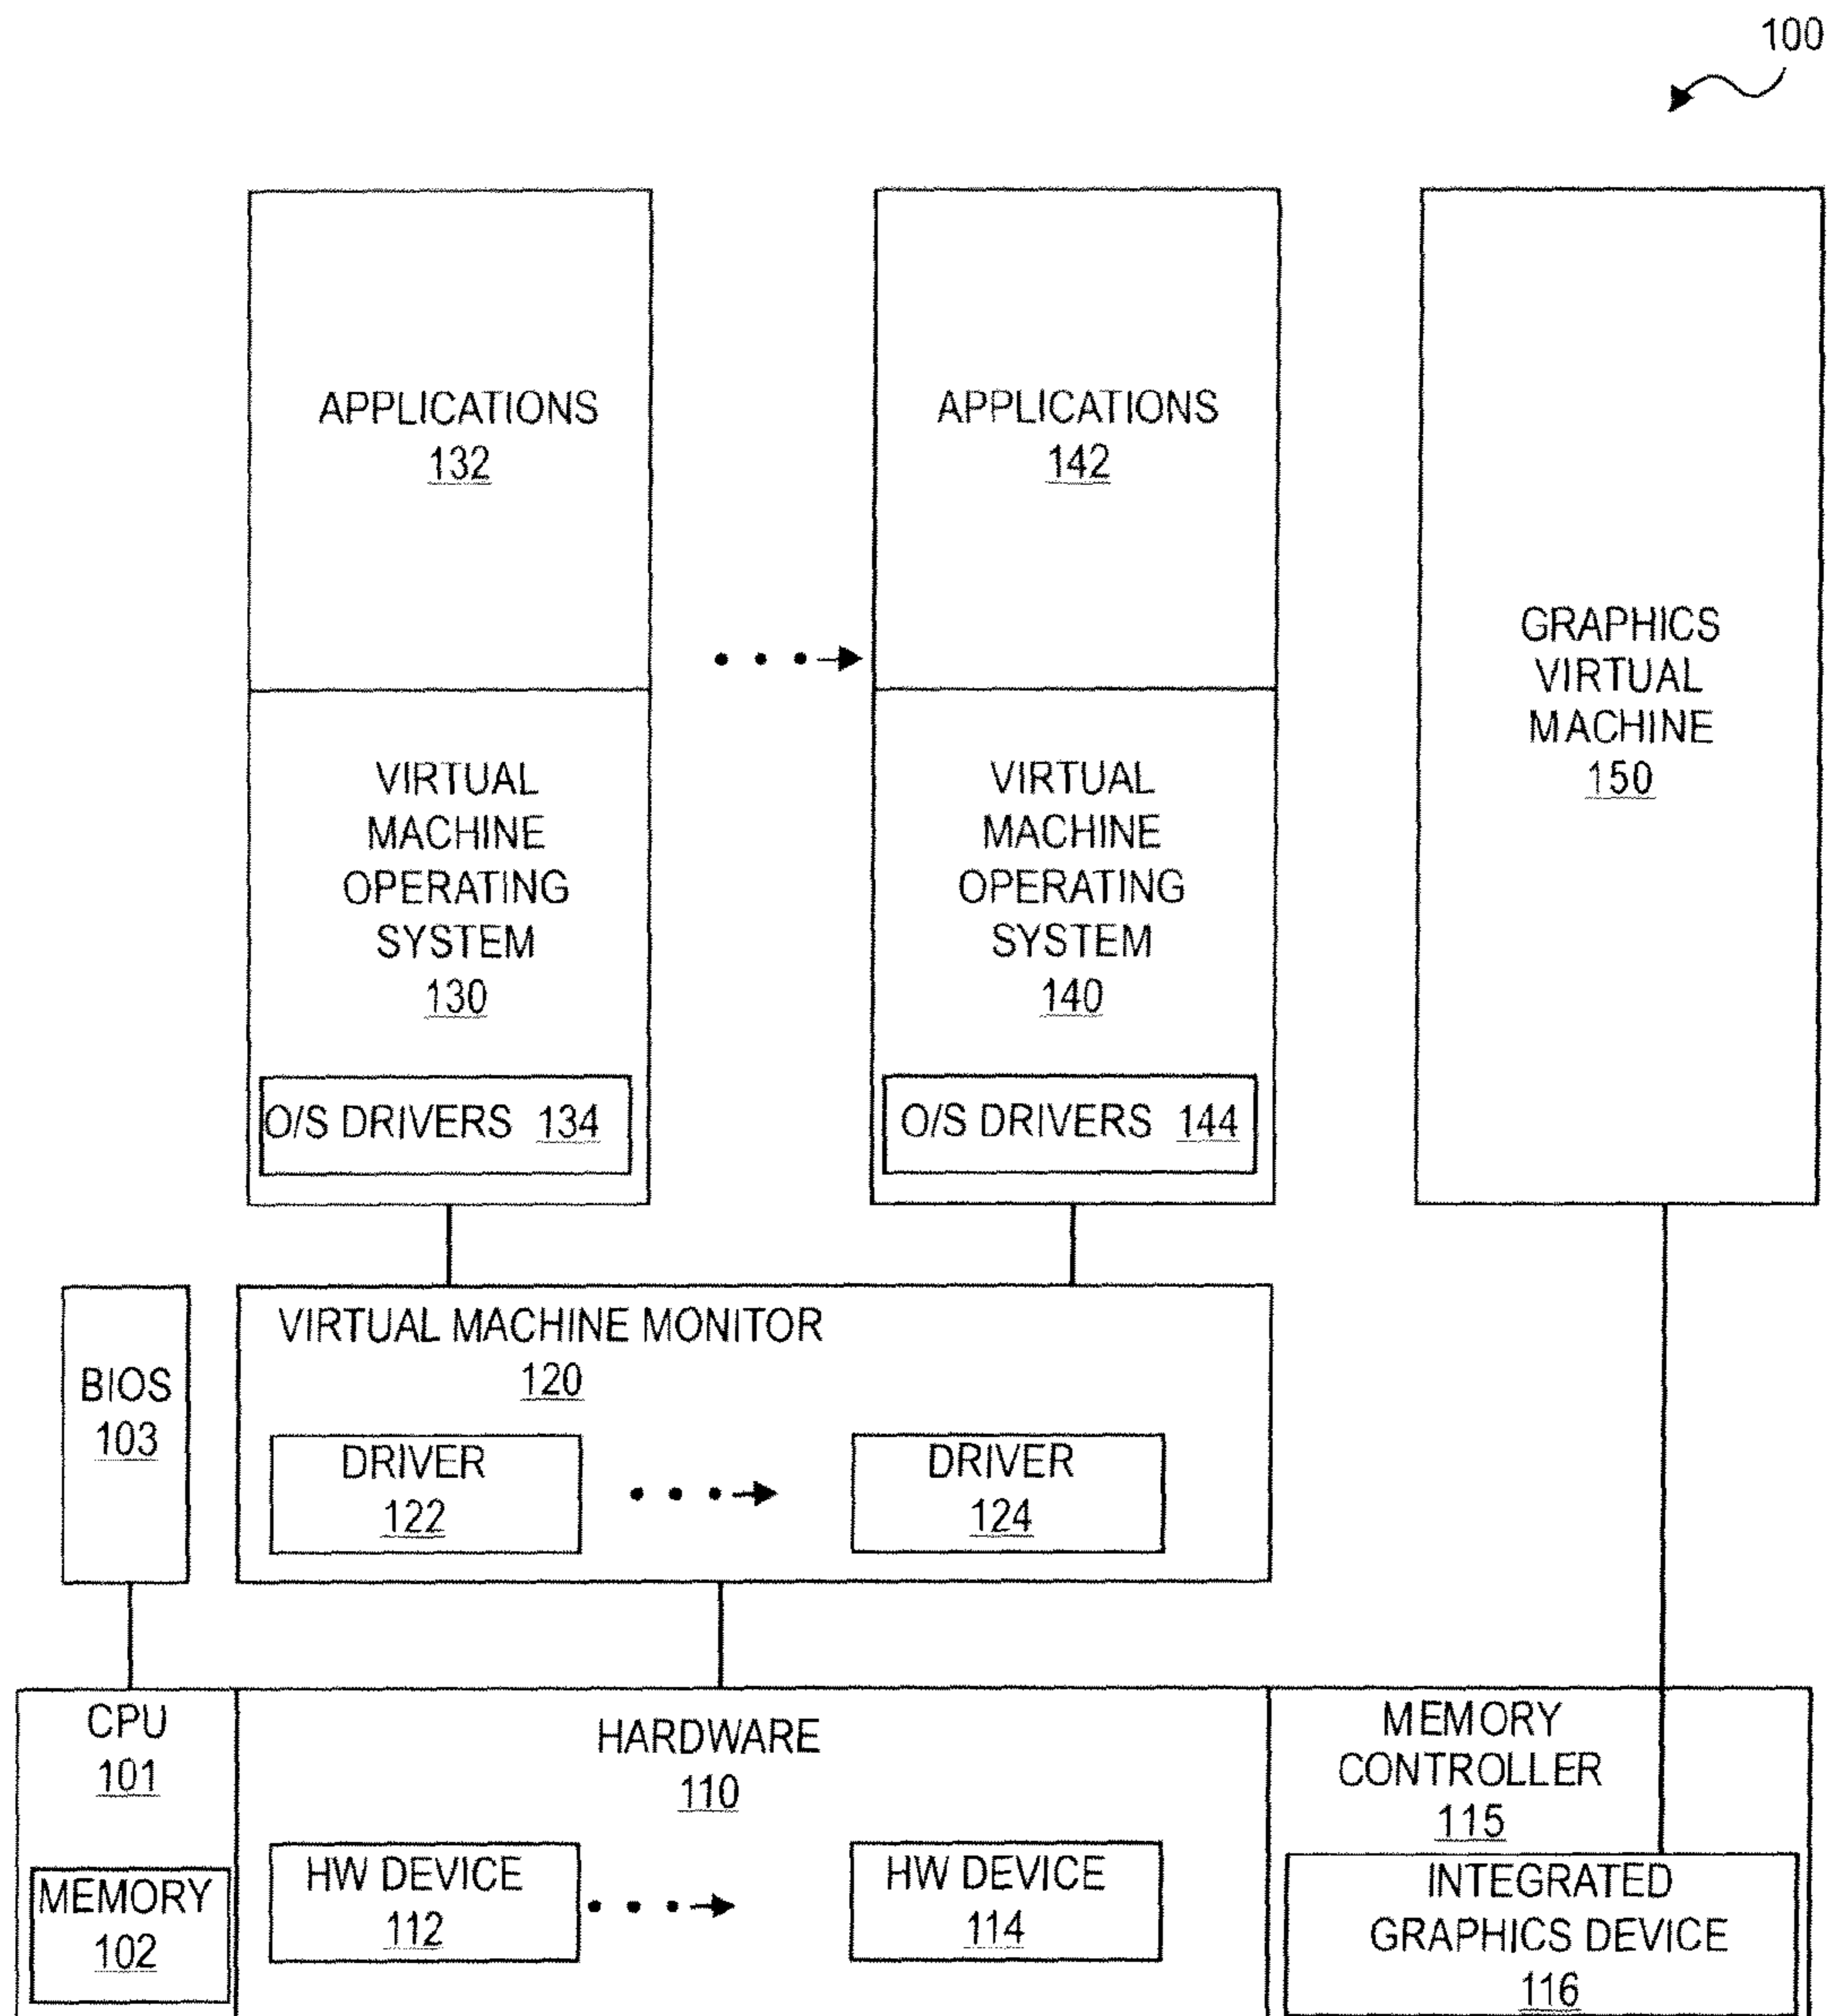 100
APPLICATIONS
132
APPLICATIONS
142
GRAPHICS
VIRTUAL
MACHINE
150
VIRTUAL
MACHINE
OPERATING
SYSTEM
130
O/S DRIVERS 134
VIRTUAL
MACHINE
OPERATING
SYSTEM
140
O/S DRIVERS 144
BIOS
103
VIRTUAL MACHINE MONITOR
120
DRIVER
122
DRIVER
124
CPU
101
MEMORY
102
HARDWARE
110
HW DEVICE
112
HW DEVICE
114
MEMORY
CONTROLLER
115
INTEGRATED
GRAPHICS DEVICE
116